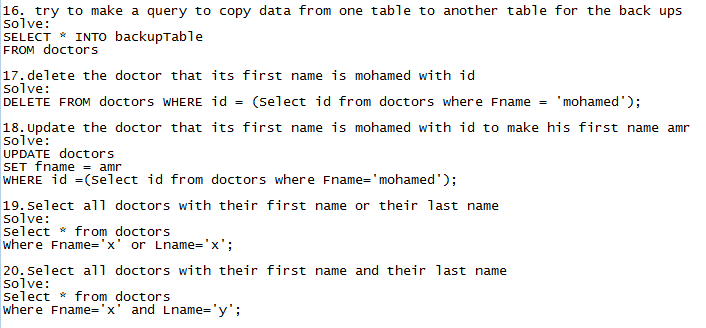 16. try to make a query to copy data from one table to another table for the back ups
Solve:
SELECT * INTO backupTable
FROM doctors
17.delete the doctor that its first name is mohamed with id
Solve:
DELETE FROM doctors WHERE id = (Select id from doctors where Fname = 'mohamed');
18.Update the doctor that its first name is mohamed with id to make his first name amr
Solve:
UPDATE doctors
SET fname = amr
WHERE id =(Select id from doctors where Fname='mohamed');
19.Select all doctors with their first name or their last name
Solve:
Select * from doctors
Where Fname='x' or Lname='x';
20.Select all doctors with their first name and their last name
Solve:
Select * from doctors
Where Fname='x' and Lname='y';